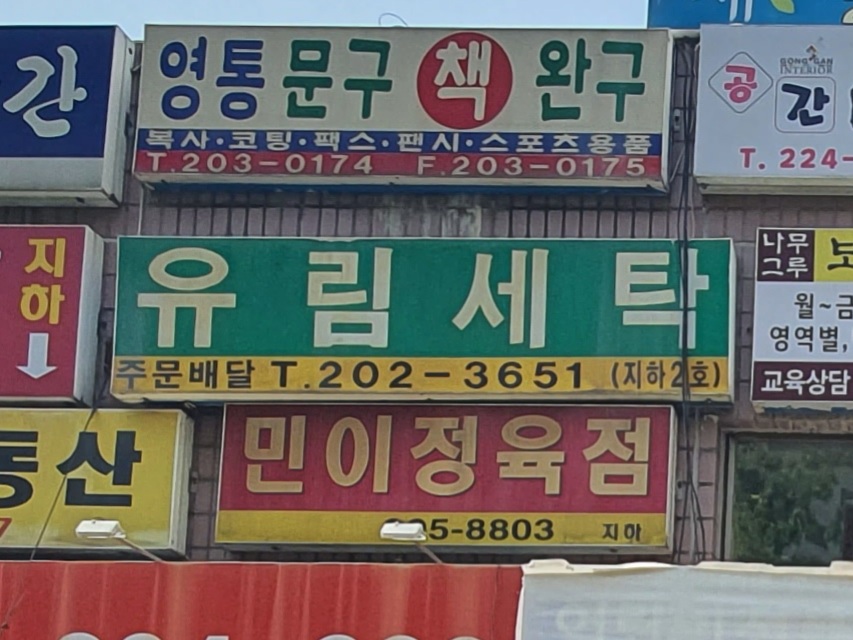 간
영통 문구 책 완구
복사·코팅·팩스·팬시·스포츠용품
T.203-0174 F.203-0175
공
GONGGAN
INTERIOR
간
T. 224-
지하
유림세탁
주문배달 T.202-3651 (지하2호)
나무
그루
월~금
영역별,
교육상담
동산
민이정육점
5-8803 지하